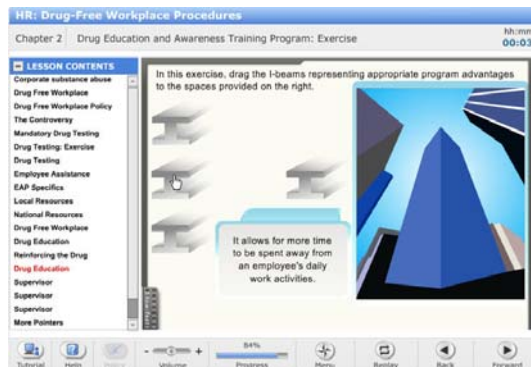 HR: Drug-Free Workplace Procedures
Chapter 2 Drug Education and Awareness Training Program: Exercise
hh:mm
00:03
LESSON CONTENTS
Corporate substance abuse
Drug Free Workplace
Drug Free Workplace Policy
The Controversy
Mandatory Drug Testing
Drug Testing: Exercise
Drug Testing
Employee Assistance
EAP Specifics
Local Resources
National Resources
Drug Free Workplace
Drug Education
Reinforcing the Drug
Drug Education
Supervisor
Supervisor
Supervisor
More Pointers
In this exercise, drag the I-beams representing appropriate program advantages
to the spaces provided on the right.
It allows for more time
to be spent away from
an employee's daily
work activities.
84%
Tutorial Help Volume Progress Menu Replay Back Forward